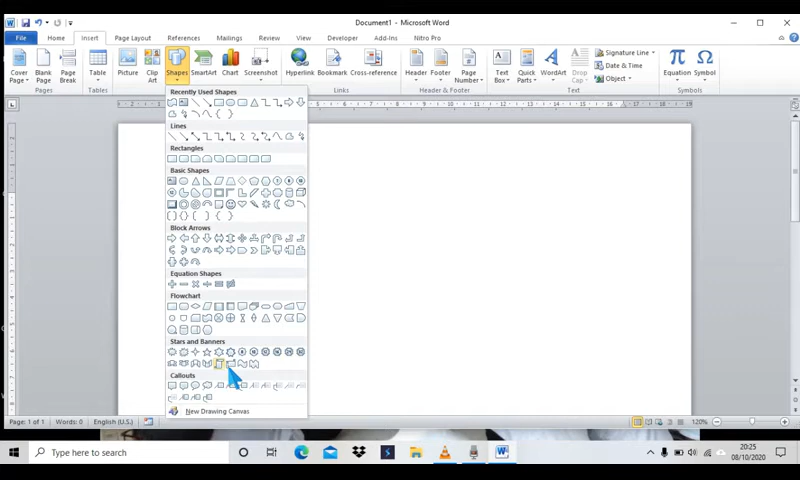 Document1 - Microsoft Word
File Home Insert Page Layout References Mailings Review View Developer Add-Ins Nitro Pro
Cover Page Blank Page Page Break Table Picture Clip Art Shapes SmartArt Chart Screenshot Hyperlink Bookmark Cross-reference Header Footer Page Number Text Box Quick Parts WordArt Drop Cap Signature Line Date & Time Object Equation Symbol
Pages Tables Links Header & Footer Text Symbols
Recently Used Shapes
Lines
Rectangles
Basic Shapes
Block Arrows
Equation Shapes
Flowchart
Stars and Banners
Callouts
New Drawing Canvas
Page: 1 of 1 Words: 0 English (U.S.) 120%
Type here to search
20:25
08/10/2020